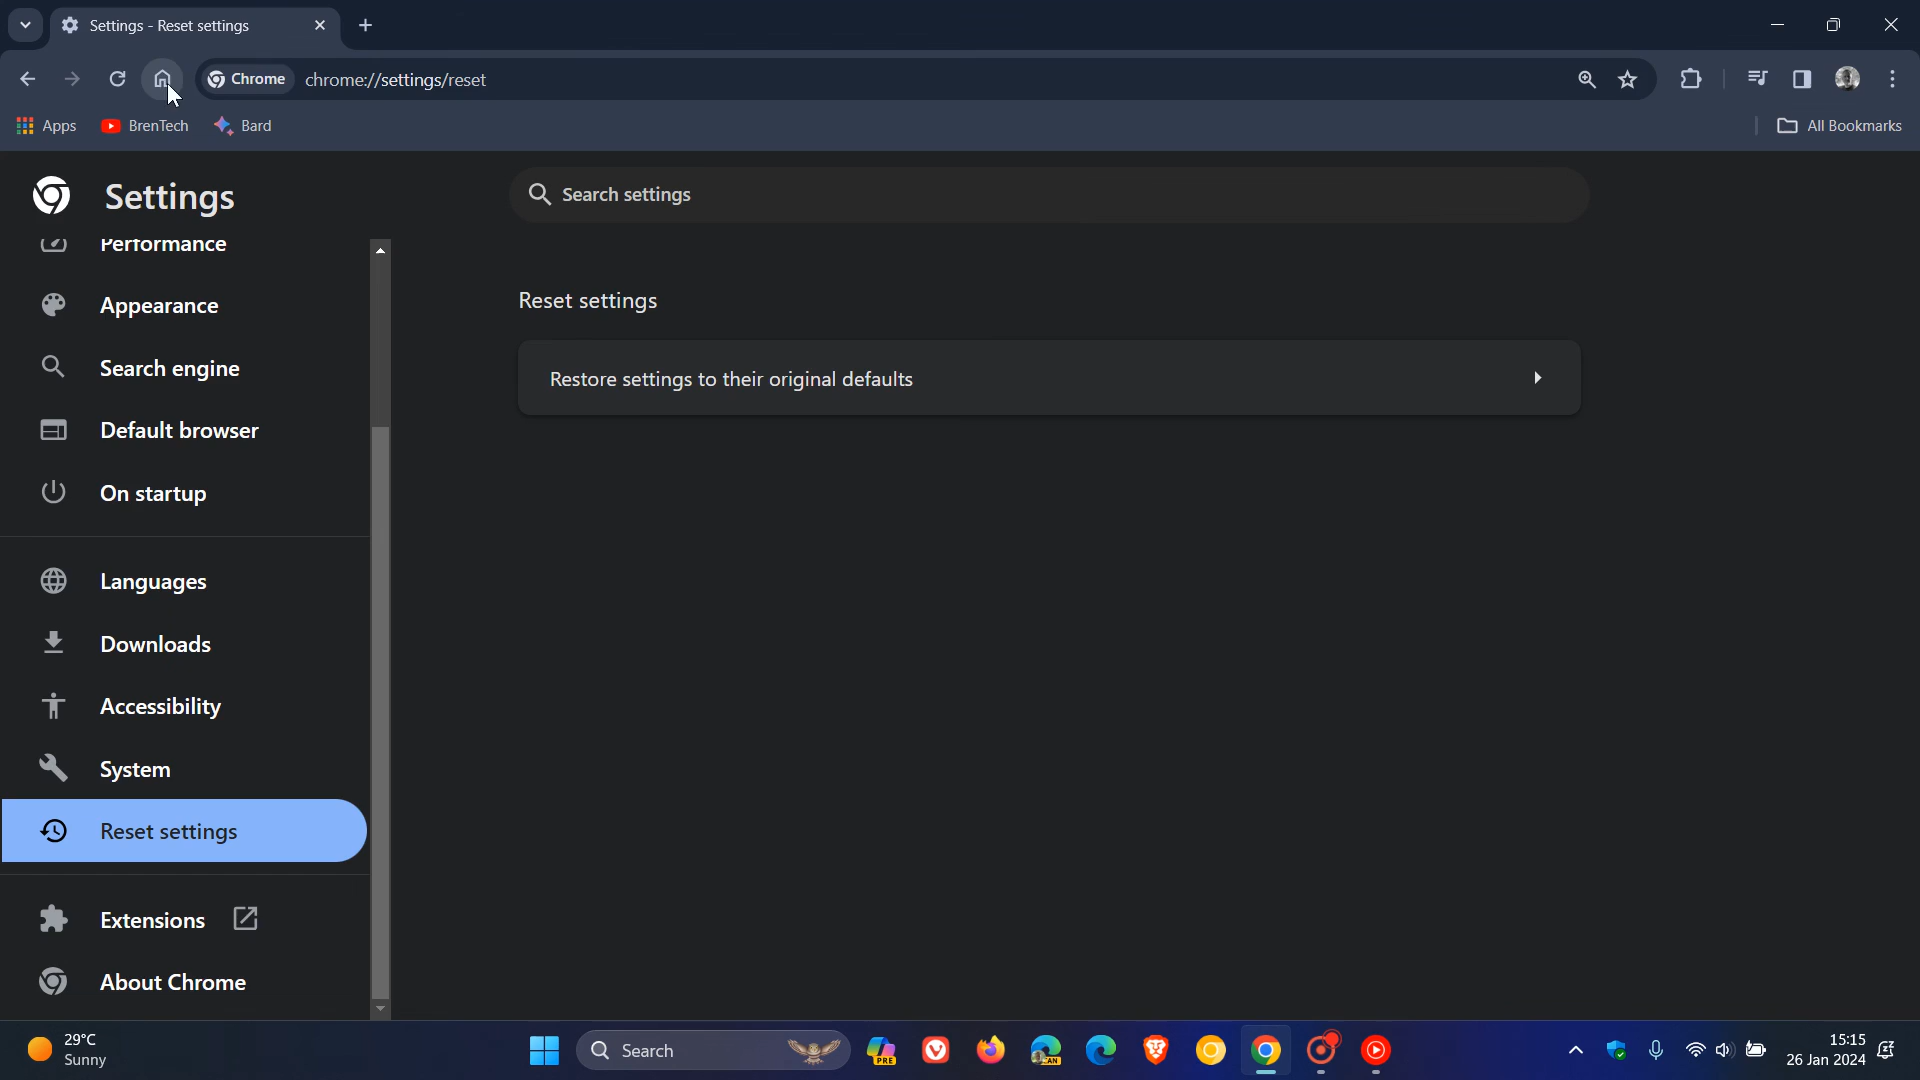 Settings - Reset settings
Chrome
chrome://settings/reset
Apps
BrenTech
Bard
All Bookmarks
Settings
Search settings
Performance
Appearance
Search engine
Default browser
On startup
Languages
Downloads
Accessibility
System
Reset settings
Extensions
About Chrome
Reset settings
Restore settings to their original defaults
29°C
Sunny
Search
PRE
CAN
15:15
26 Jan 2024